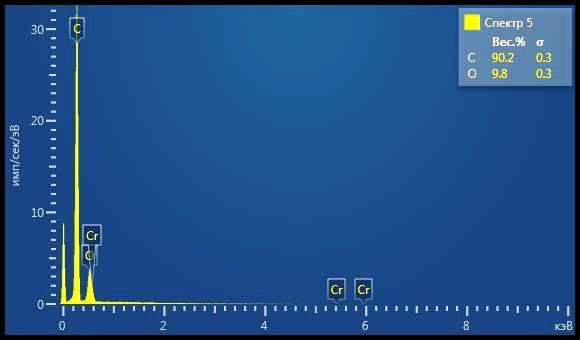 Спектр 5
Вес.% σ
C 90.2 0.3
O 9.8 0.3
имп/сек/эВ
30
20
10
0
C
Cr
O
Cr Cr
0 2 4 6 8 кэВ